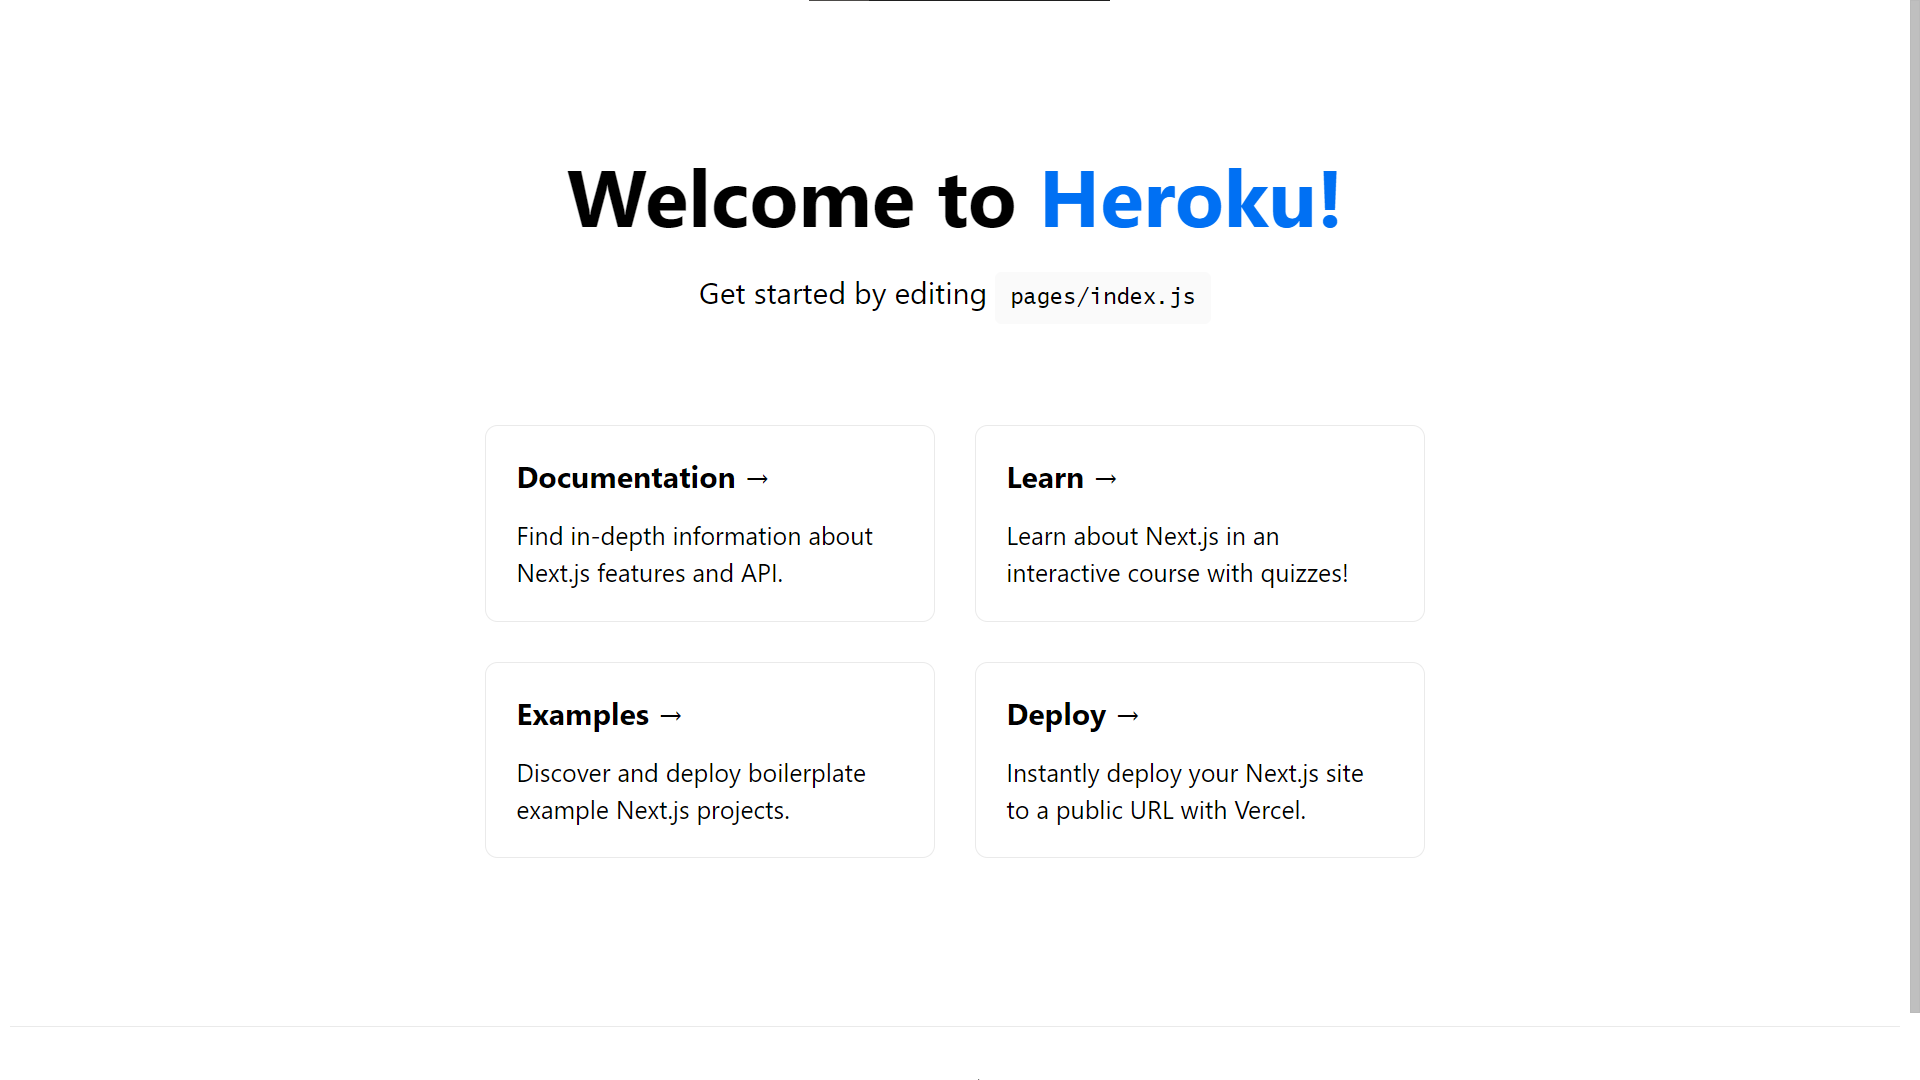 Welcome to Heroku!
Get started by editing pages/index.js
Documentation →
Find in-depth information about
Next.js features and API.
Learn →
Learn about Next.js in an
interactive course with quizzes!
Examples →
Discover and deploy boilerplate
example Next.js projects.
Deploy →
Instantly deploy your Next.js site
to a public URL with Vercel.